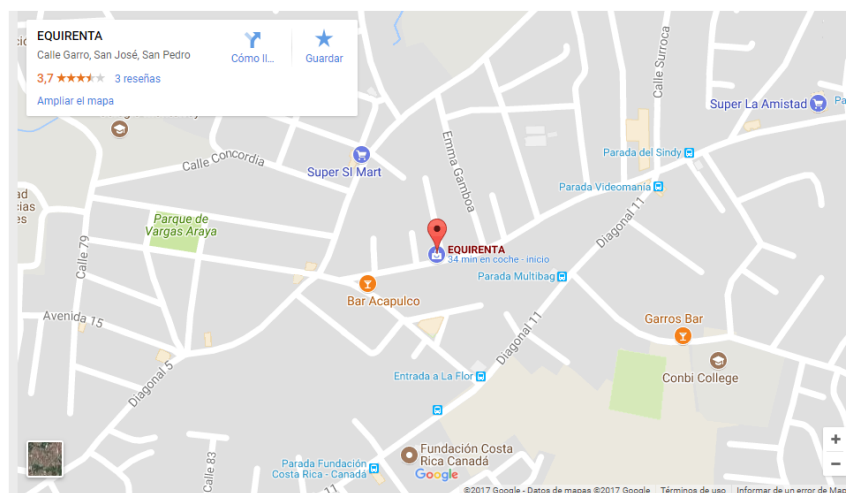 EQUIRENTA
Calle Garro, San José, San Pedro
3,7
3 reseñas
Ampliar el mapa
Cómo ll...
Guardar
Calle Surroca
Super La Amistad
Pa
Calle Concordia
Super SI Mart
Emma Gamboa
Parada del Sindy
Parada Videomanía
ad
cias
es
Parque de
Vargas Araya
Calle 79
Diagonal 11
EQUIRENTA
34 min en coche - inicio
Parada Multibag
Bar Acapulco
Avenida 15
Garros Bar
Diagonal 11
Diagonal 5
Entrada a La Flor
Conbi College
Calle 83
Parada Fundación
Costa Rica - Canadá
Fundación Costa
Rica Canadá
Google
+
−
©2017 Google - Datos de mapas ©2017 Google
Términos de uso
Informar de un error de Map